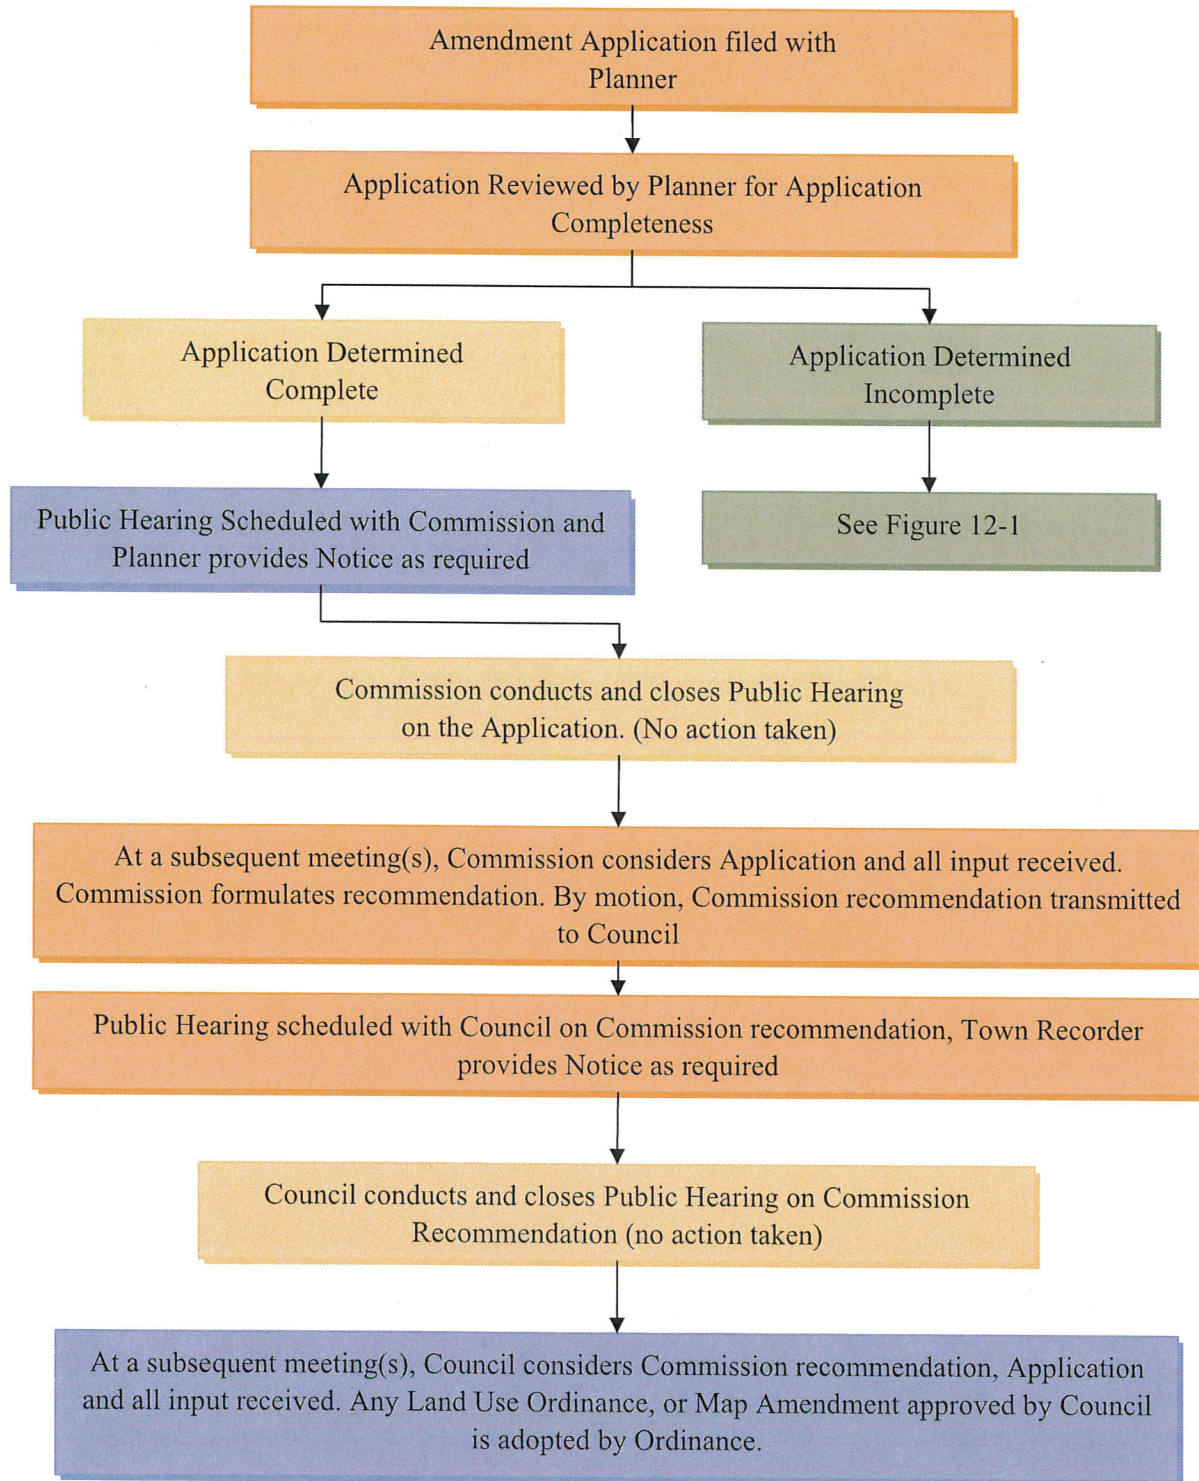 Amendment Application filed with
Planner
Application Reviewed by Planner for Application
Completeness
Application Determined
Complete
Application Determined
Incomplete
Public Hearing Scheduled with Commission and
Planner provides Notice as required
See Figure 12-1
Commission conducts and closes Public Hearing
on the Application. (No action taken)
At a subsequent meeting(s), Commission considers Application and all input received.
Commission formulates recommendation. By motion, Commission recommendation transmitted
to Council
Public Hearing scheduled with Council on Commission recommendation, Town Recorder
provides Notice as required
Council conducts and closes Public Hearing on Commission
Recommendation (no action taken)
At a subsequent meeting(s), Council considers Commission recommendation, Application
and all input received. Any Land Use Ordinance, or Map Amendment approved by Council
is adopted by Ordinance.